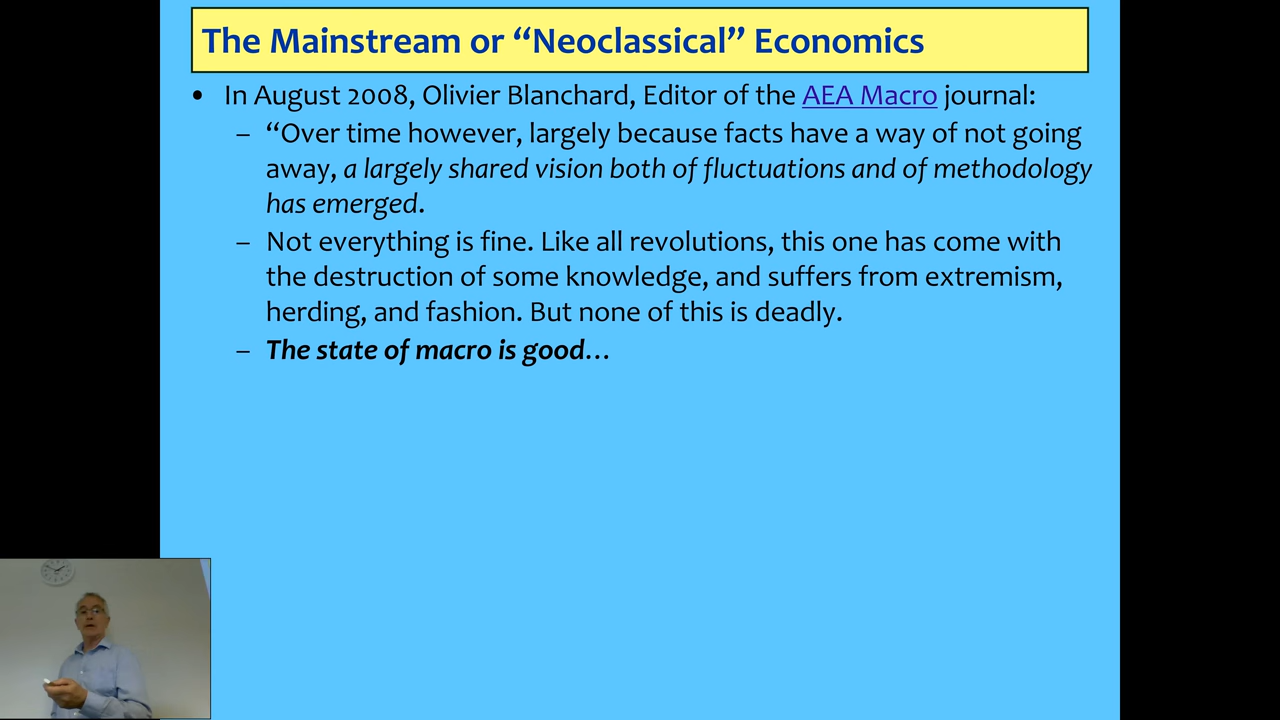 The Mainstream or “Neoclassical” Economics
• In August 2008, Olivier Blanchard, Editor of the AEA Macro journal:
– “Over time however, largely because facts have a way of not going
away, a largely shared vision both of fluctuations and of methodology
has emerged.
– Not everything is fine. Like all revolutions, this one has come with
the destruction of some knowledge, and suffers from extremism,
herding, and fashion. But none of this is deadly.
– The state of macro is good…